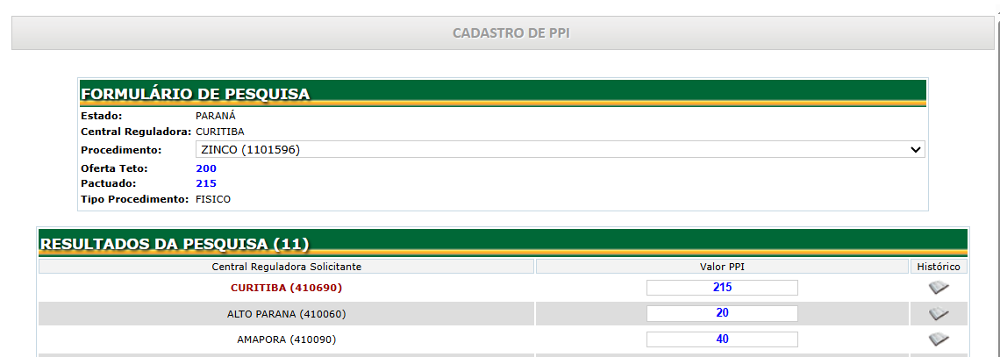 CADASTRO DE PPI
FORMULÁRIO DE PESQUISA
Estado: PARANÁ
Central Reguladora: CURITIBA
Procedimento: ZINCO (1101596)
Oferta Teto: 200
Pactuado: 215
Tipo Procedimento: FISICO
RESULTADOS DA PESQUISA (11)
Central Reguladora Solicitante Valor PPI Histórico
CURITIBA (410690) 215
ALTO PARANA (410060) 20
AMAPORA (410090) 40